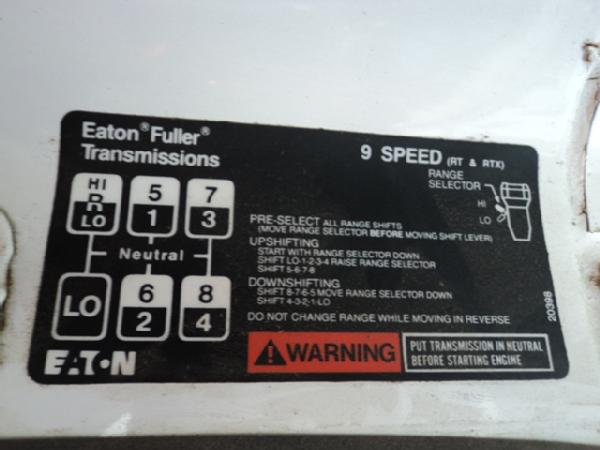 Eaton® Fuller®
Transmissions
9 SPEED (RT & RTX)
RANGE
SELECTOR
HI
LO
HI
R
LO
5
1
7
3
Neutral
LO
6
2
8
4
PRE-SELECT ALL RANGE SHIFTS
(MOVE RANGE SELECTOR BEFORE MOVING SHIFT LEVER)
UPSHIFTING
START WITH RANGE SELECTOR DOWN
SHIFT LO-1-2-3-4 RAISE RANGE SELECTOR
SHIFT 5-6-7-8
DOWNSHIFTING
SHIFT 8-7-6-5 MOVE RANGE SELECTOR DOWN
SHIFT 4-3-2-1-LO
DO NOT CHANGE RANGE WHILE MOVING IN REVERSE
20398
EATON
WARNING
PUT TRANSMISSION IN NEUTRAL
BEFORE STARTING ENGINE